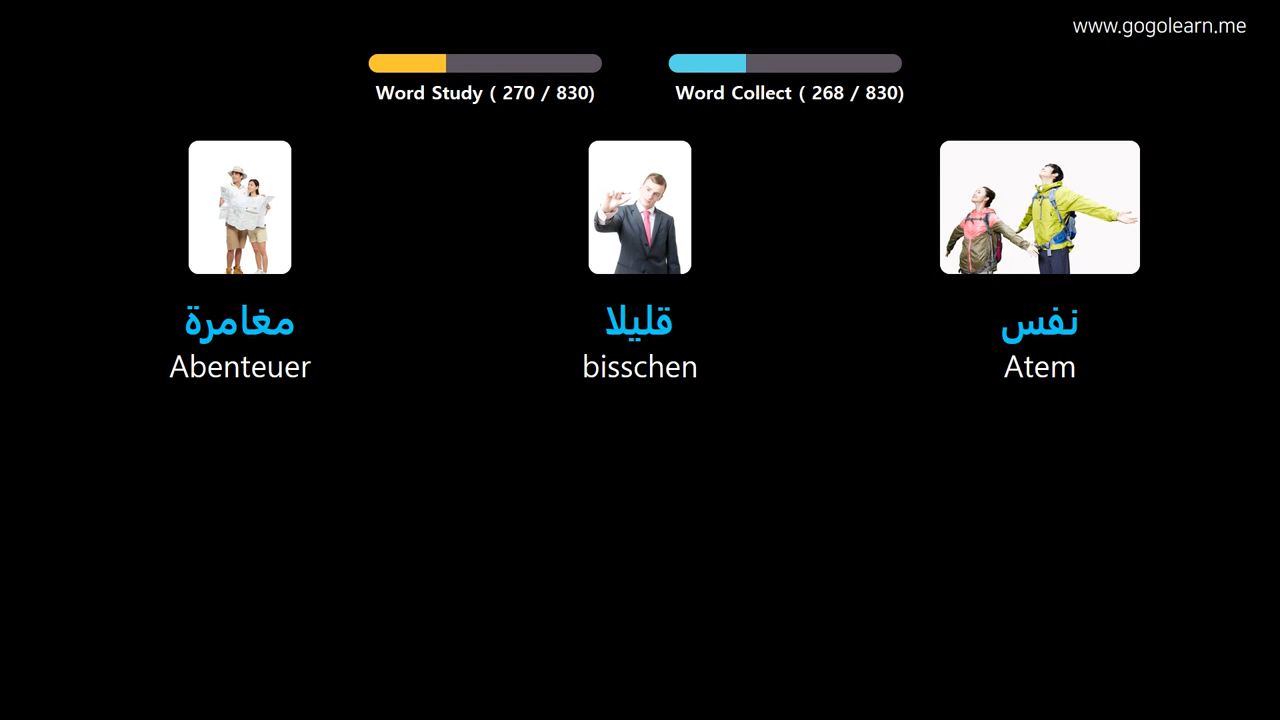 www.gogolearn.me
Word Study ( 270 / 830)
Word Collect ( 268 / 830)
مغامرة
Abenteuer
قليلا
bisschen
نفس
Atem